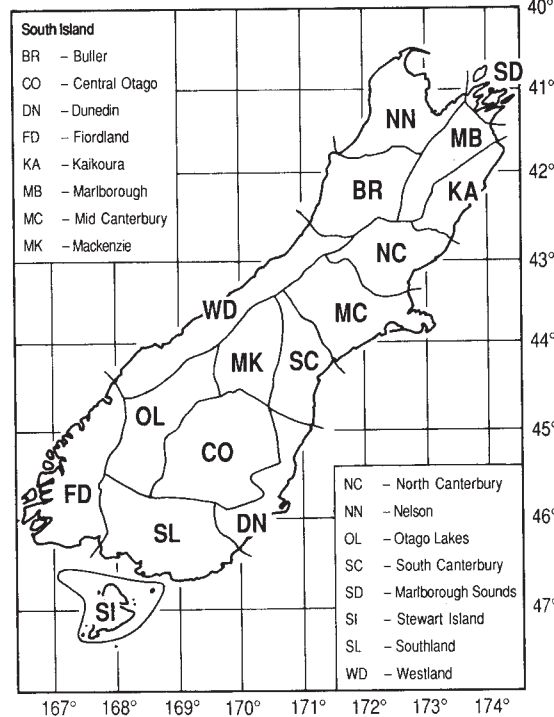 South Island
BR – Buller
CO – Central Otago
DN – Dunedin
FD – Fiordland
KA – Kaikoura
MB – Marlborough
MC – Mid Canterbury
MK – Mackenzie
40°
SD
41°
NN
MB
42°
BR
KA
NC
43°
WD
MC
44°
MK
SC
OL
45°
CO
NC – North Canterbury
NN – Nelson
OL – Otago Lakes
SC – South Canterbury
SD – Marlborough Sounds
SI – Stewart Island
SL – Southland
WD – Westland
FD
DN
46°
SL
SI
47°
167° 168° 169° 170° 171° 172° 173° 174°